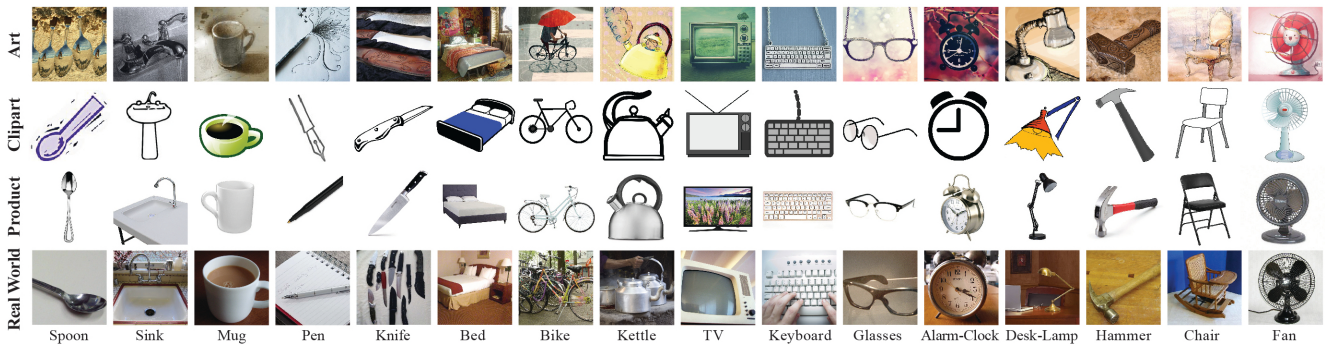 Art
Clipart
Product
Real World
Spoon Sink Mug Pen Knife Bed Bike Kettle TV Keyboard Glasses Alarm-Clock Desk-Lamp Hammer Chair Fan